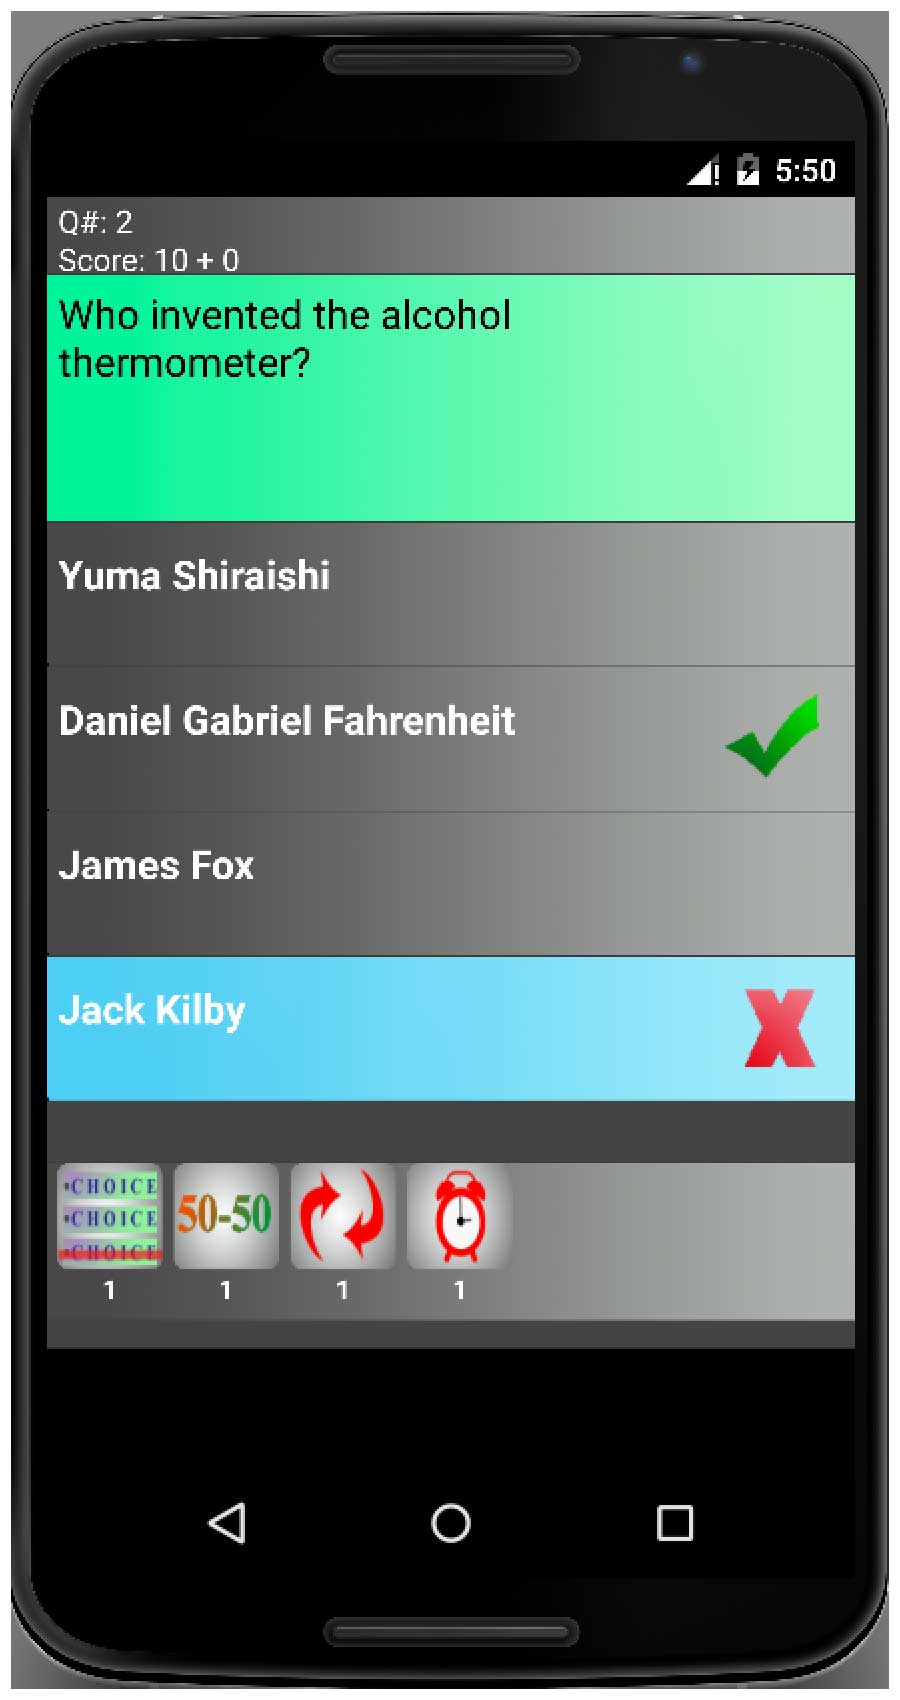 5:50
Q#: 2
Score: 10 + 0
Who invented the alcohol
thermometer?
Yuma Shiraishi
Daniel Gabriel Fahrenheit
James Fox
Jack Kilby
•CHOICE
•CHOICE
•CHOICE
50-50
1 1 1 1